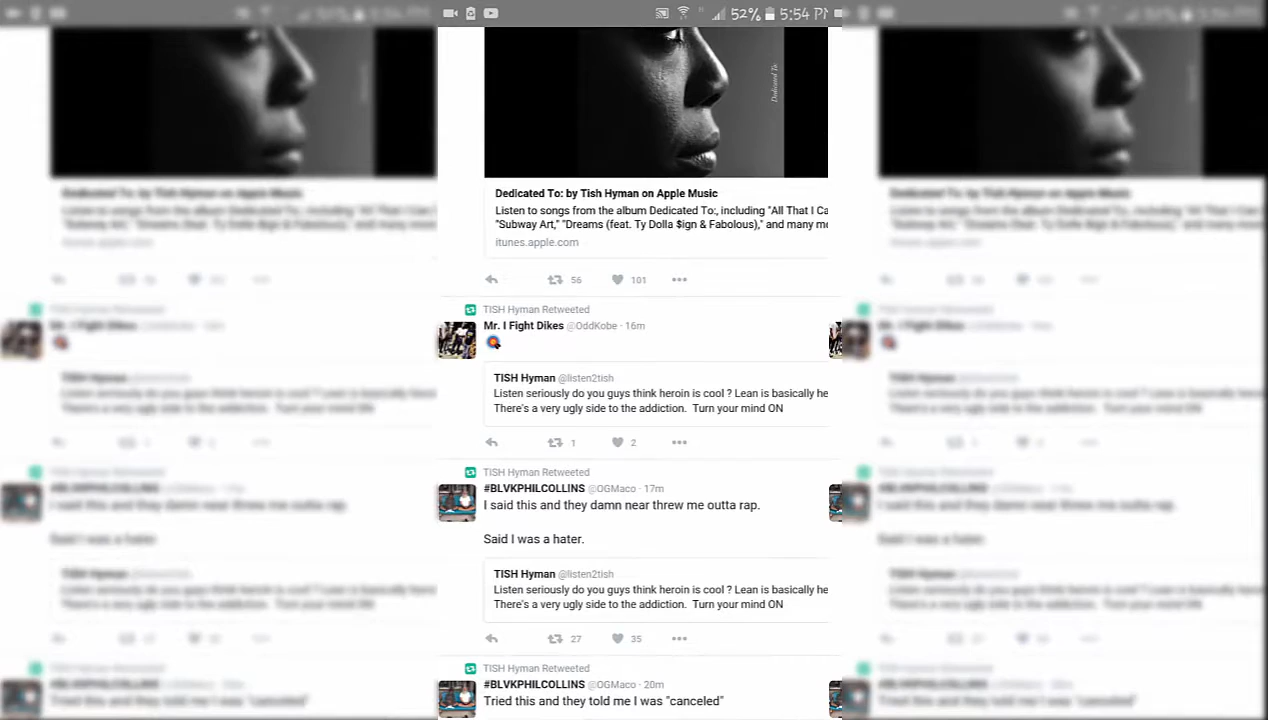 52% 5:54 PM
Dedicated To:
Dedicated To: by Tish Hyman on Apple Music
Listen to songs from the album Dedicated To:, including "All That I Ca
"Subway Art," "Dreams (feat. Ty Dolla $ign & Fabolous)," and many mo
itunes.apple.com
56 101
TISH Hyman Retweeted
Mr. I Fight Dikes @OddKobe · 16m
TISH Hyman @listen2tish
Listen seriously do you guys think heroin is cool ? Lean is basically he
There's a very ugly side to the addiction. Turn your mind ON
1 2
TISH Hyman Retweeted
#BLVKPHILCOLLINS @OGMaco · 17m
I said this and they damn near threw me outta rap.
Said I was a hater.
TISH Hyman @listen2tish
Listen seriously do you guys think heroin is cool ? Lean is basically he
There's a very ugly side to the addiction. Turn your mind ON
27 35
TISH Hyman Retweeted
#BLVKPHILCOLLINS @OGMaco · 20m
Tried this and they told me I was "canceled"